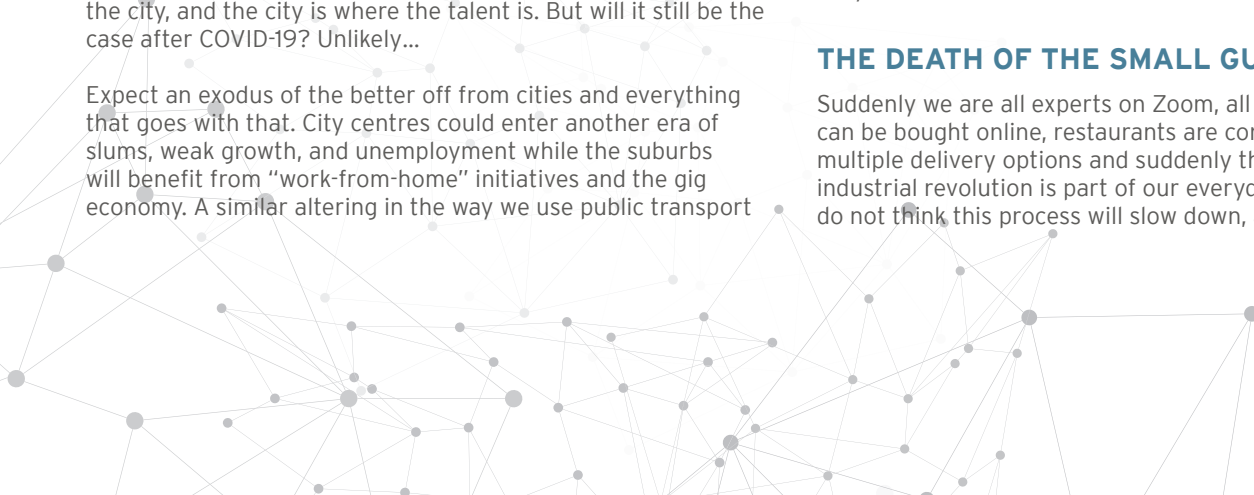 the city, and the city is where the talent is. But will it still be the
case after COVID-19? Unlikely...
Expect an exodus of the better off from cities and everything
that goes with that. City centres could enter another era of
slums, weak growth, and unemployment while the suburbs
will benefit from “work-from-home” initiatives and the gig
economy. A similar altering in the way we use public transport
THE DEATH OF THE SMALL
Suddenly we are all experts on Zoom, all
can be bought online, restaurants are
multiple delivery options and suddenly
industrial revolution is part of our
do not think this process will slow down,